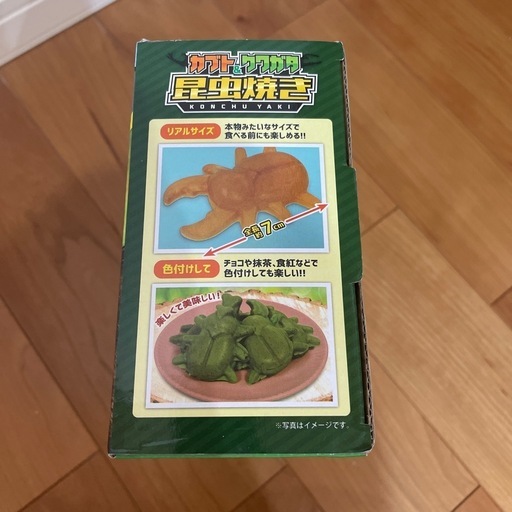 カブト&クワガタ
昆虫焼き
KONCHU YAKI
リアルサイズ
本物みたいなサイズで
食べる前にも楽しめる!!
全長約7cm
色付けして
チョコや抹茶、食紅などで
色付けしても楽しい!!
楽しくて美味しい!
※写真はイメージです。